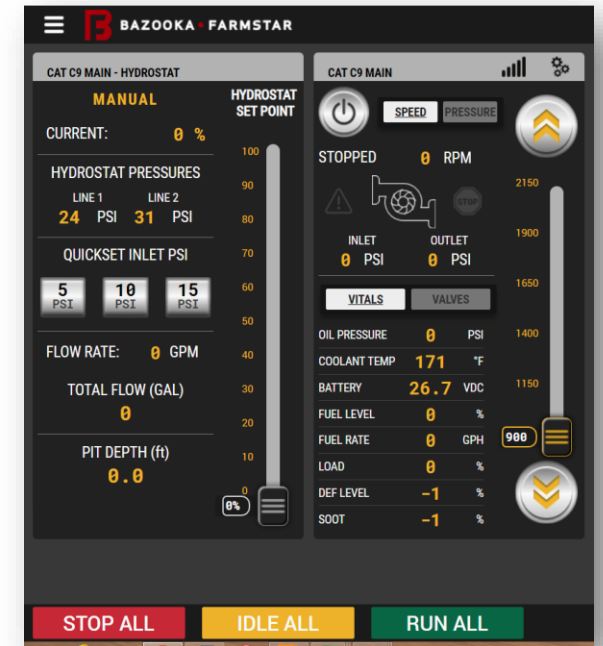 BAZOOKA FARMSTAR
CAT C9 MAIN - HYDROSTAT
MANUAL
CURRENT: 0 %
HYDROSTAT PRESSURES
LINE 1 LINE 2
24 PSI 31 PSI
QUICKSET INLET PSI
5 PSI
10 PSI
15 PSI
FLOW RATE: 0 GPM
TOTAL FLOW (GAL)
0
PIT DEPTH (ft)
0.0
HYDROSTAT
SET POINT
100
90
80
70
60
50
40
30
20
10
0
0%
CAT C9 MAIN
SPEED PRESSURE
STOPPED 0 RPM
STOP
INLET OUTLET
0 PSI 0 PSI
VITALS VALVES
OIL PRESSURE 0 PSI
COOLANT TEMP 171 °F
BATTERY 26.7 VDC
FUEL LEVEL 0 %
FUEL RATE 0 GPH
LOAD 0 %
DEF LEVEL -1 %
SOOT -1 %
2150
1900
1650
1400
1150
900
STOP ALL IDLE ALL RUN ALL